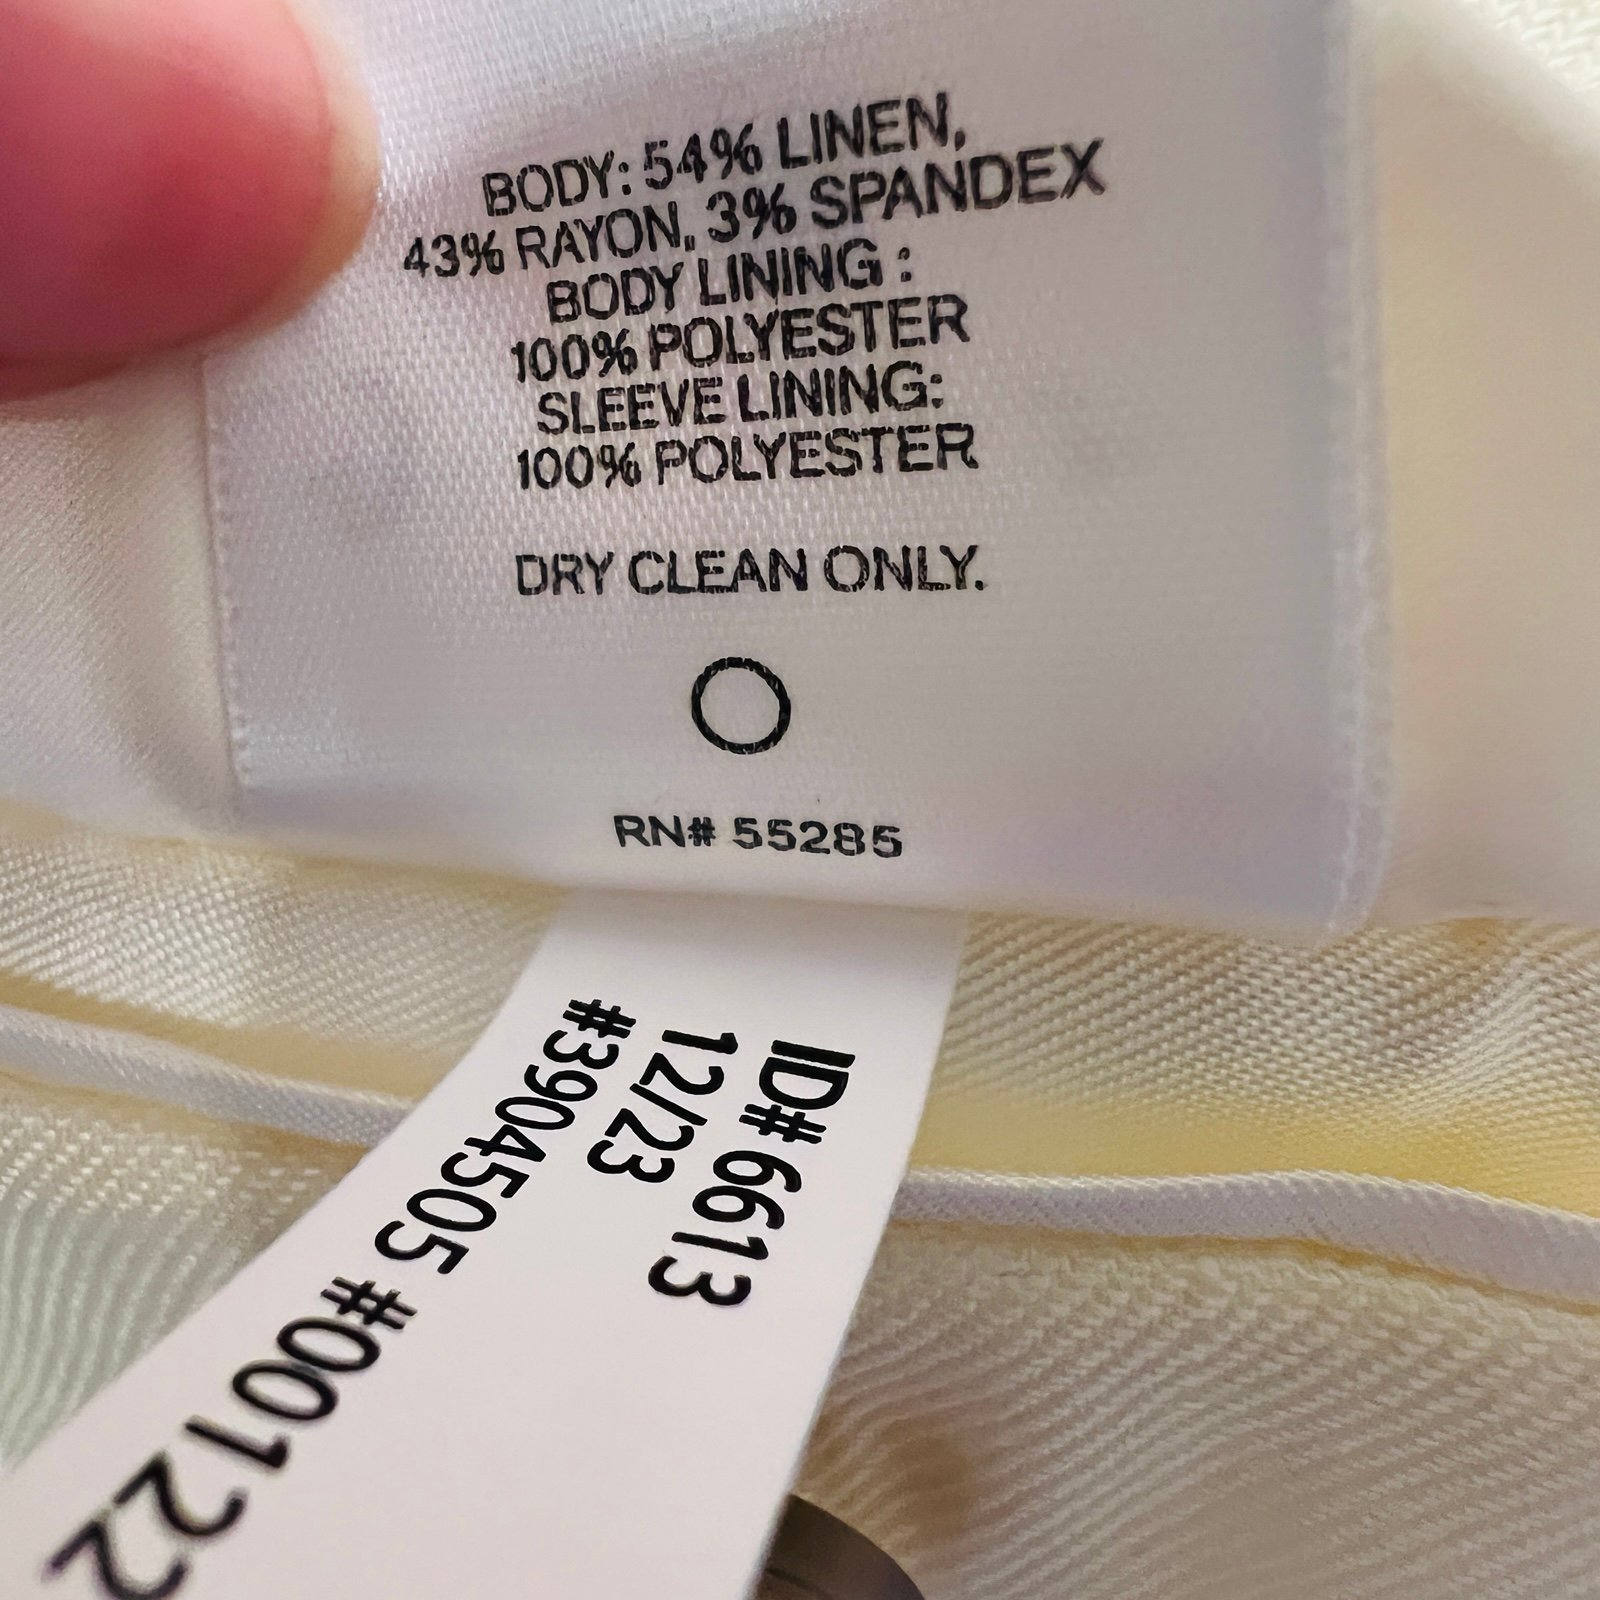 BODY: 54% LINEN,
43% RAYON, 3% SPANDEX
BODY LINING :
100% POLYESTER
SLEEVE LINING:
100% POLYESTER
DRY CLEAN ONLY.
RN# 55285
ID# 6613
12/23
#3904505 #00122